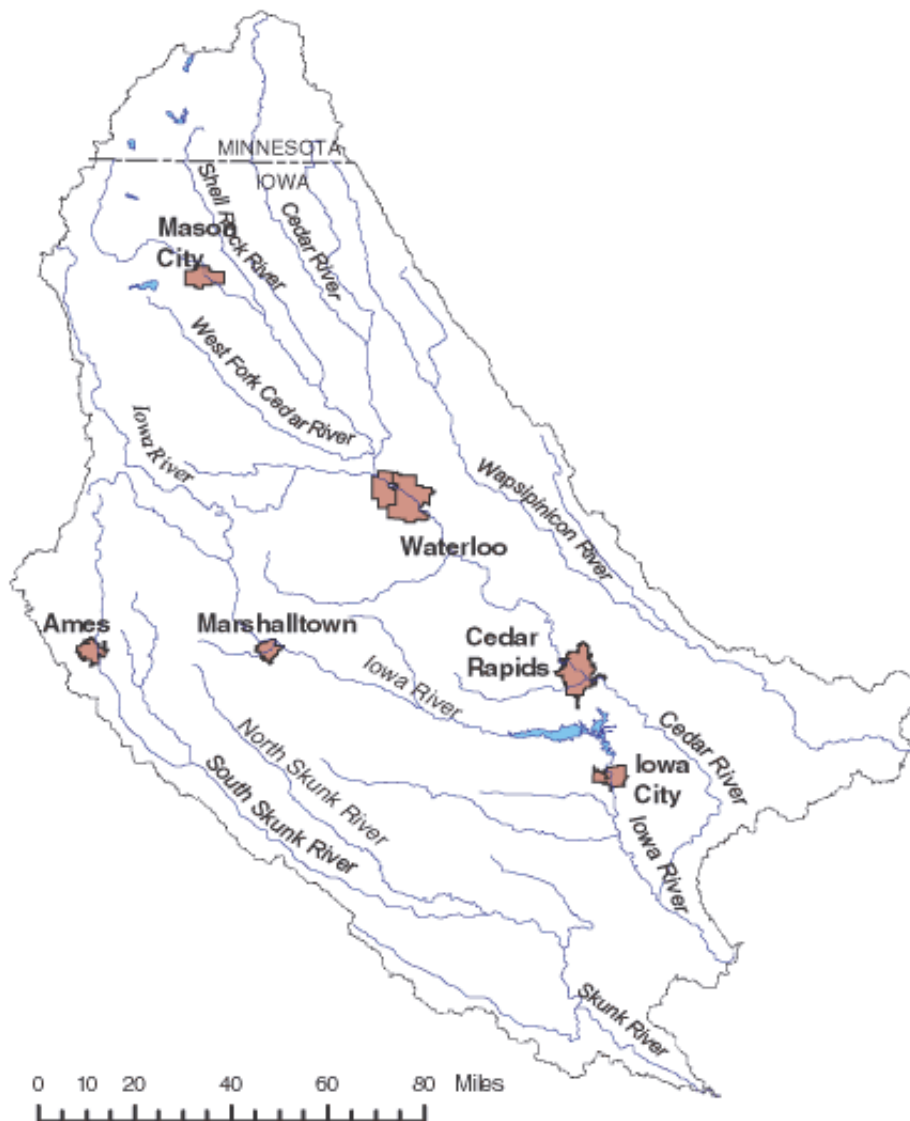 MINNESOTA
IOWA
Shell Rock River
Cedar River
Mason
City
West Fork Cedar River
Iowa River
Wapsipinicon River
Waterloo
Ames
Marshalltown
Cedar
Rapids
Iowa River
Cedar River
North Skunk River
South Skunk River
Iowa
City
Iowa River
Skunk River
0 10 20 40 60 80 Miles